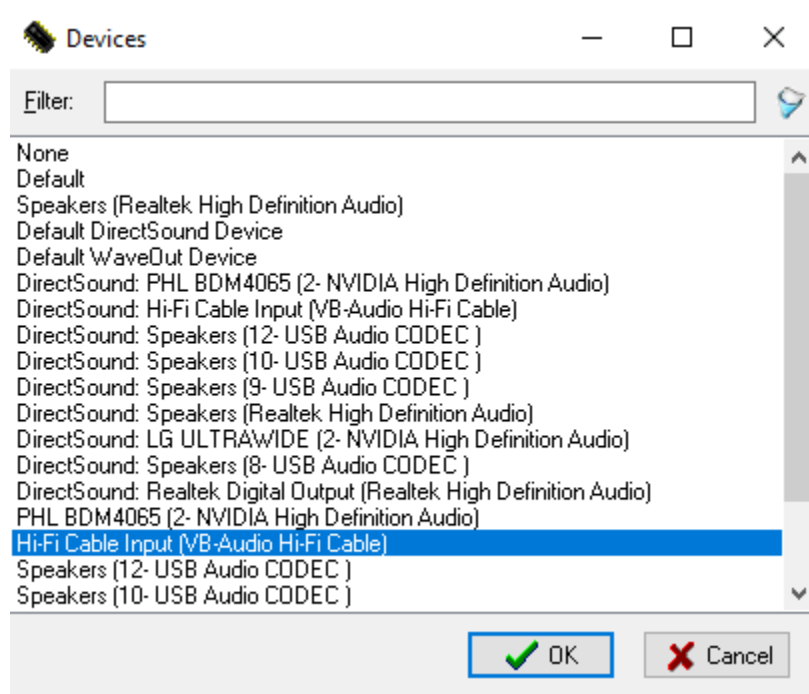 Devices
Filter:
None
Default
Speakers (Realtek High Definition Audio)
Default DirectSound Device
Default WaveOut Device
DirectSound: PHL BDM4065 (2- NVIDIA High Definition Audio)
DirectSound: Hi-Fi Cable Input (VB-Audio Hi-Fi Cable)
DirectSound: Speakers (12- USB Audio CODEC )
DirectSound: Speakers (10- USB Audio CODEC )
DirectSound: Speakers (9- USB Audio CODEC )
DirectSound: Speakers (Realtek High Definition Audio)
DirectSound: LG ULTRAWIDE (2- NVIDIA High Definition Audio)
DirectSound: Speakers (8- USB Audio CODEC )
DirectSound: Realtek Digital Output (Realtek High Definition Audio)
PHL BDM4065 (2- NVIDIA High Definition Audio)
Hi-Fi Cable Input (VB-Audio Hi-Fi Cable)
Speakers (12- USB Audio CODEC )
Speakers (10- USB Audio CODEC )
OK Cancel